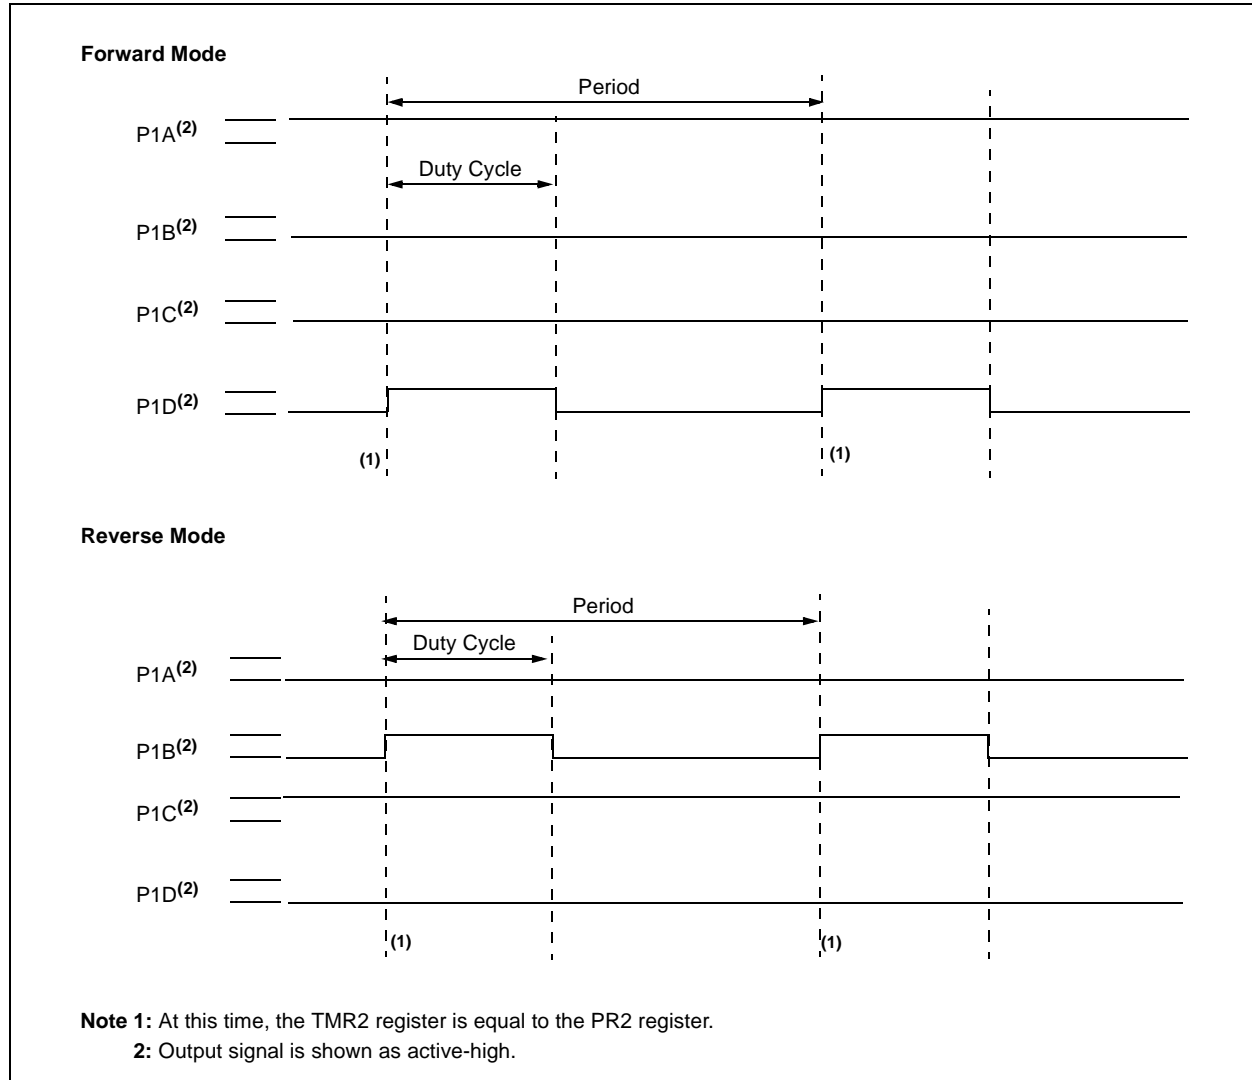 Forward Mode
Period
P1A(2)
Duty Cycle
P1B(2)
P1C(2)
P1D(2)
(1)
(1)
Reverse Mode
Period
Duty Cycle
P1A(2)
P1B(2)
P1C(2)
P1D(2)
(1)
(1)
Note 1: At this time, the TMR2 register is equal to the PR2 register.
2: Output signal is shown as active-high.